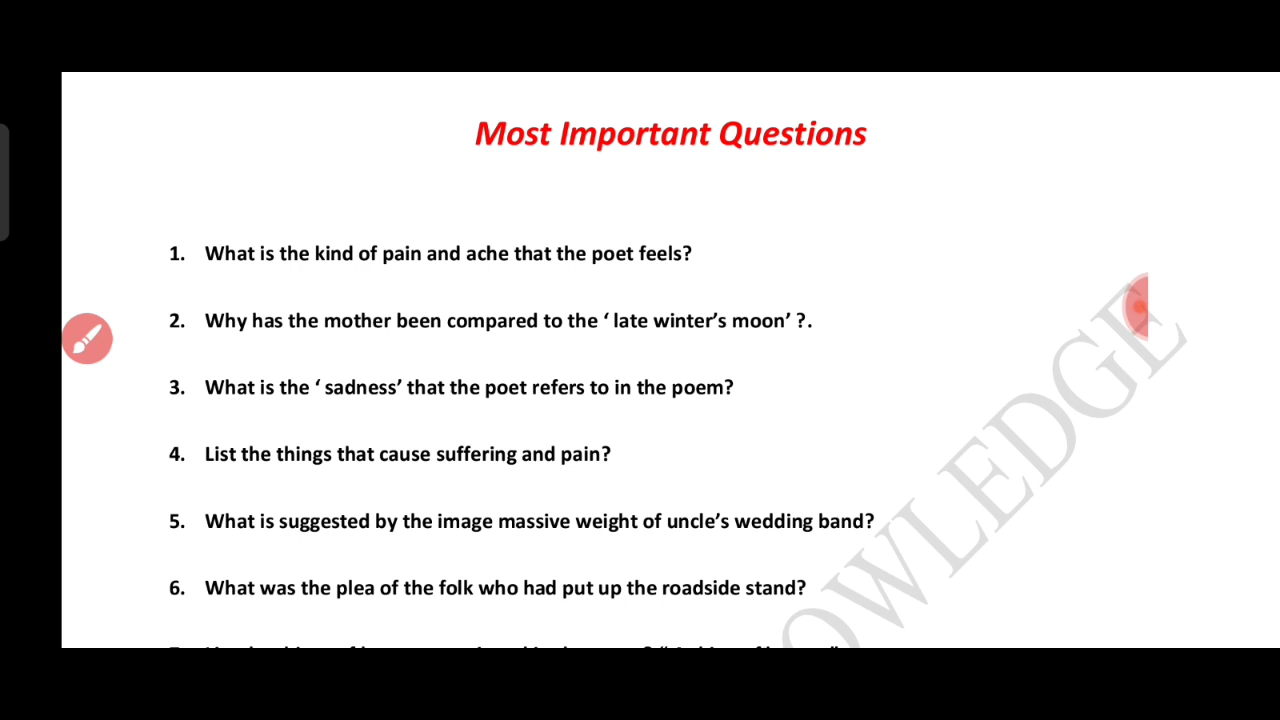 Most Important Questions
1. What is the kind of pain and ache that the poet feels?
2. Why has the mother been compared to the ‘ late winter’s moon’ ?.
3. What is the ‘ sadness’ that the poet refers to in the poem?
4. List the things that cause suffering and pain?
5. What is suggested by the image massive weight of uncle’s wedding band?
6. What was the plea of the folk who had put up the roadside stand?
OWLEDGE